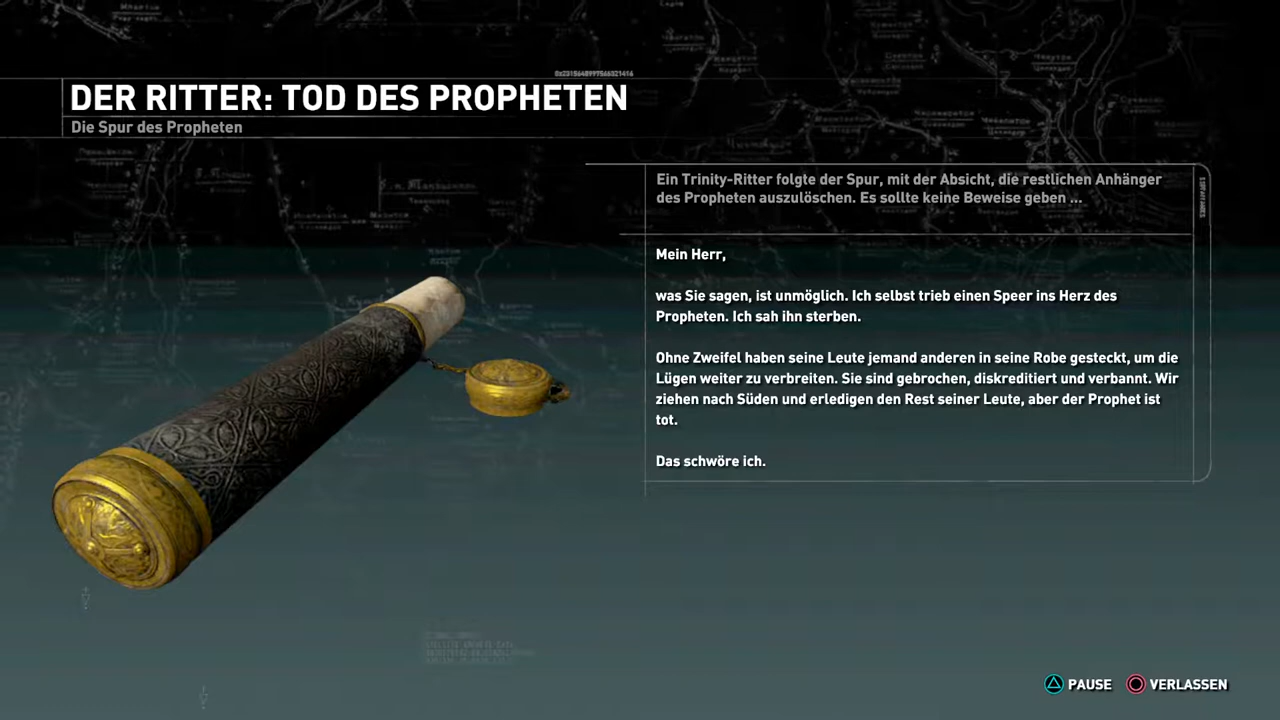 DER RITTER: TOD DES PROPHETEN
Die Spur des Propheten
Ein Trinity-Ritter folgte der Spur, mit der Absicht, die restlichen Anhänger
des Propheten auszulöschen. Es sollte keine Beweise geben ...
Mein Herr,
was Sie sagen, ist unmöglich. Ich selbst trieb einen Speer ins Herz des
Propheten. Ich sah ihn sterben.
Ohne Zweifel haben seine Leute jemand anderen in seine Robe gesteckt, um die
Lügen weiter zu verbreiten. Sie sind gebrochen, diskreditiert und verbannt. Wir
ziehen nach Süden und erledigen den Rest seiner Leute, aber der Prophet ist
tot.
Das schwöre ich.
PAUSE
VERLASSEN